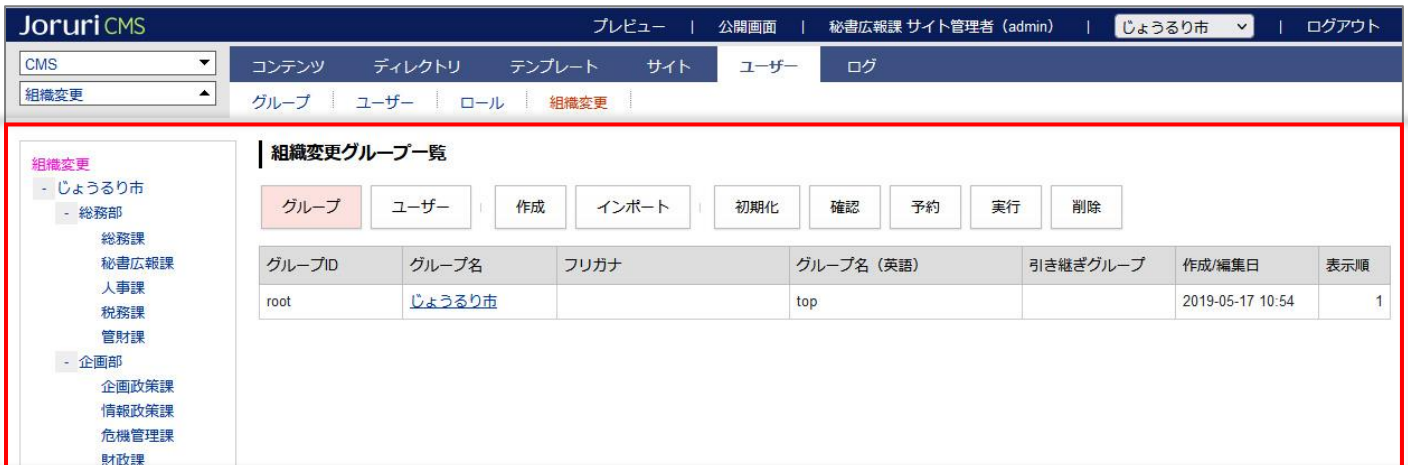 Joruri CMS プレビュー | 公開画面 | 秘書広報課 サイト管理者（admin） | じょうるり市 | ログアウト
CMS
コンテンツ ディレクトリ テンプレート サイト ユーザー ログ
組織変更
グループ ユーザー ロール 組織変更
組織変更
- じょうるり市
- 総務部
総務課
秘書広報課
人事課
税務課
管財課
- 企画部
企画政策課
情報政策課
危機管理課
財政課
組織変更グループ一覧
グループ ユーザー | 作成 インポート | 初期化 確認 予約 実行 削除
グループID グループ名 フリガナ グループ名（英語） 引き継ぎグループ 作成/編集日 表示順
root じょうるり市 top 2019-05-17 10:54 1